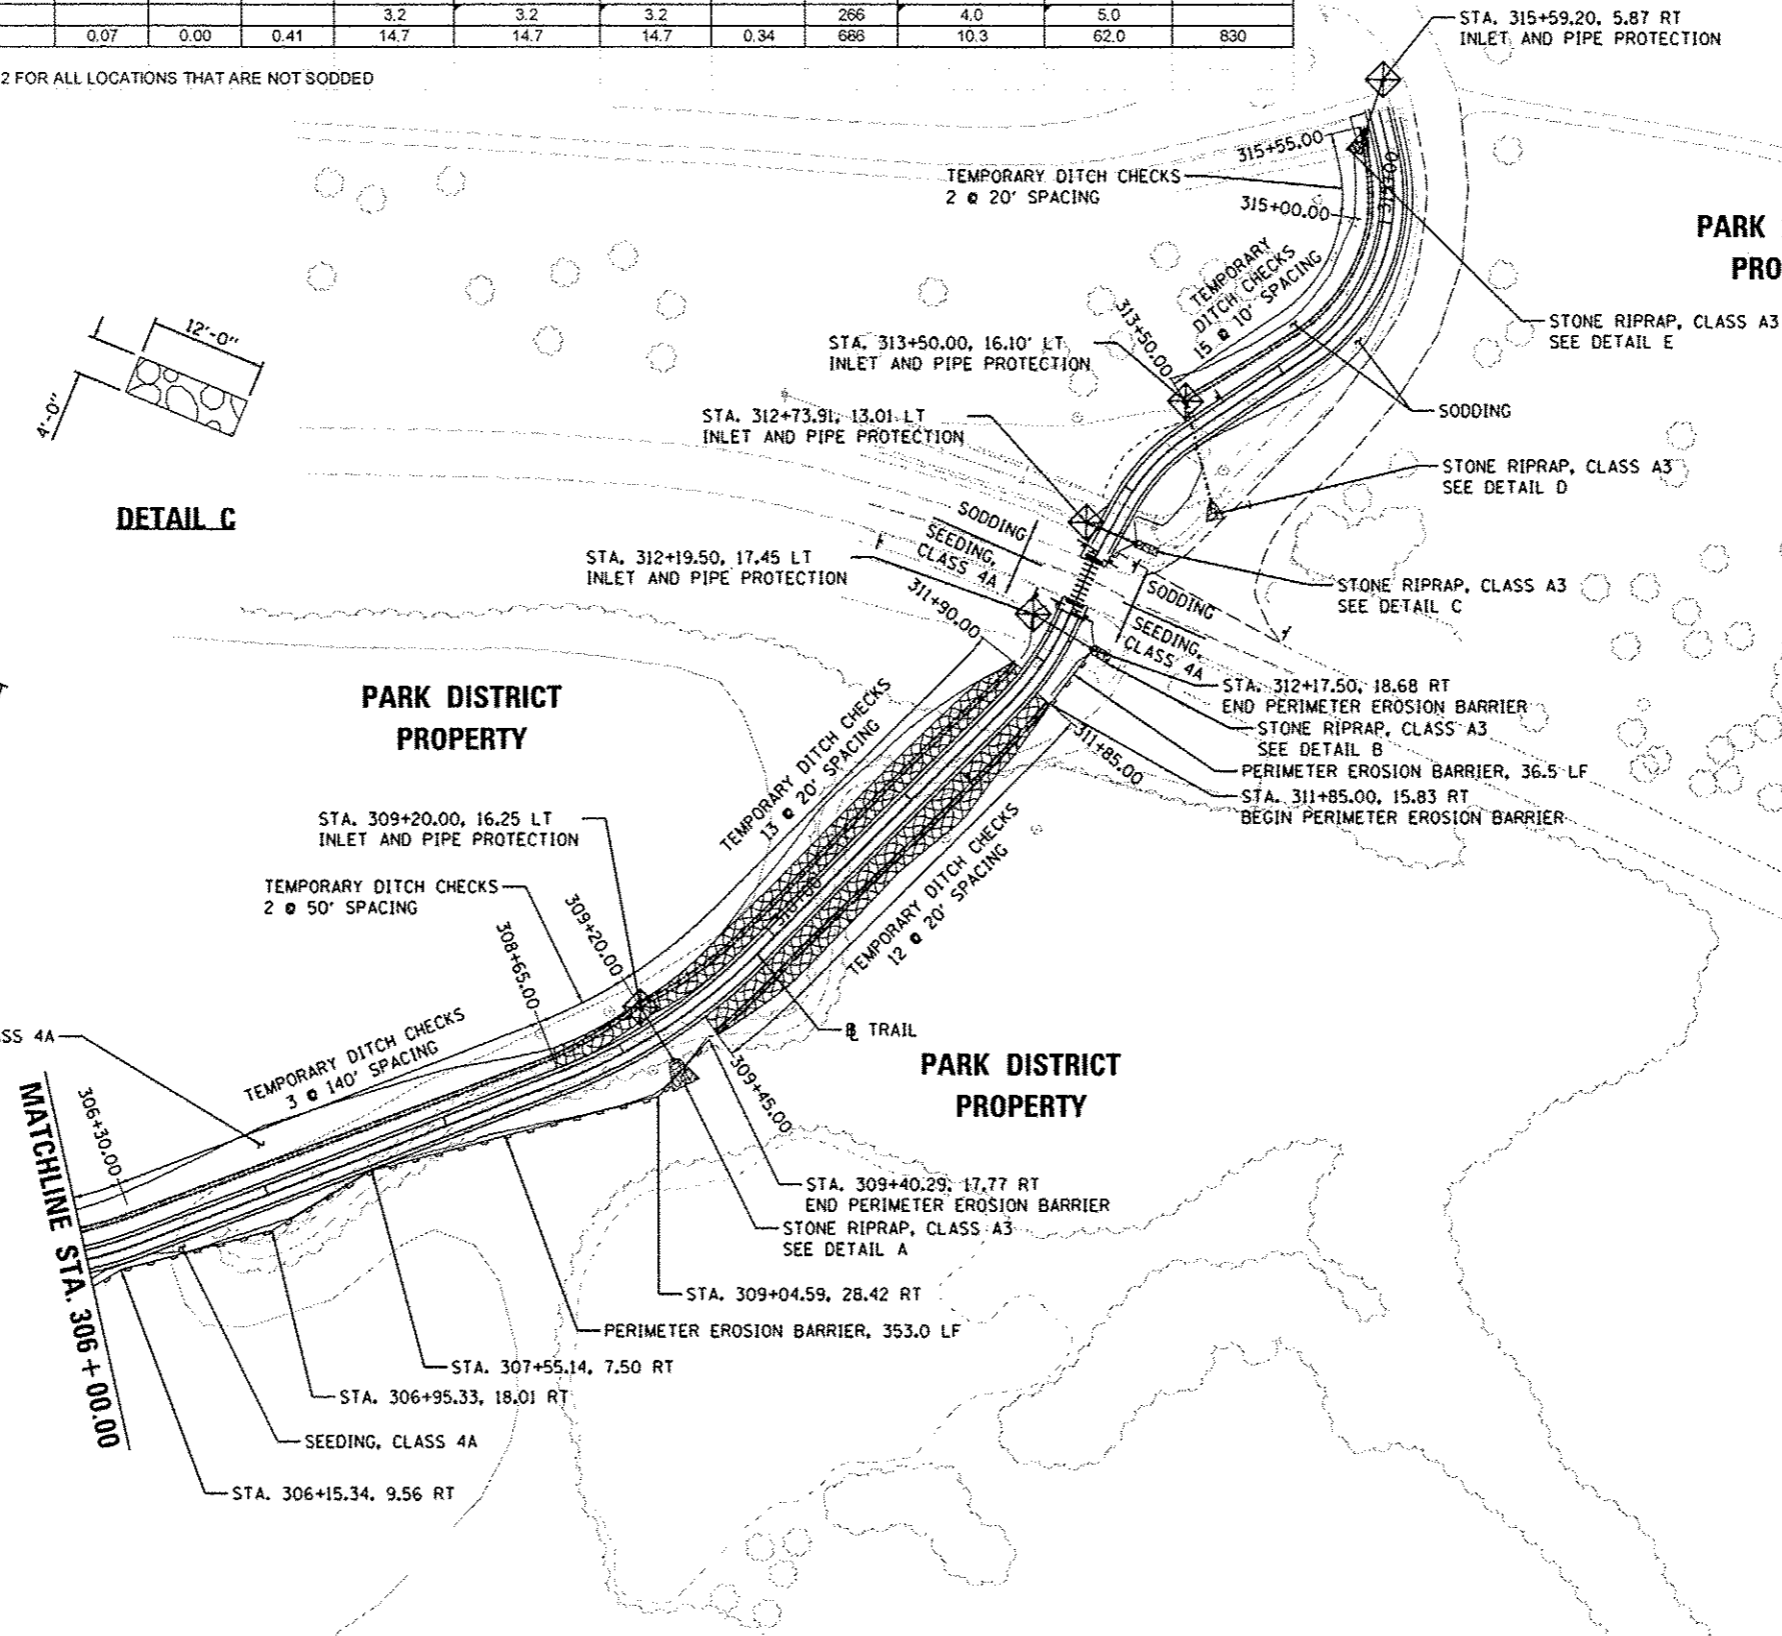 3.2 3.2 3.2 266 4.0 5.0
0.07 0.00 0.41 14.7 14.7 14.7 0.34 686 10.3 62.0 830
2 FOR ALL LOCATIONS THAT ARE NOT SODDED
STA. 315+59.20, 5.87 RT
INLET AND PIPE PROTECTION
315+55.00
TEMPORARY DITCH CHECKS
2 @ 20' SPACING
315+00.00
PARK
PRO
TEMPORARY
DITCH CHECKS
15 @ 10' SPACING
313+50.00
STONE RIPRAP, CLASS A3
SEE DETAIL E
12'-0"
4'-0"
DETAIL C
STA. 313+50.00, 16.10' LT
INLET AND PIPE PROTECTION
SODDING
STA. 312+73.91, 13.01 LT
INLET AND PIPE PROTECTION
STONE RIPRAP, CLASS A3
SEE DETAIL D
SODDING
SEEDING,
CLASS 4A
STA. 312+19.50, 17.45 LT
INLET AND PIPE PROTECTION
311+90.00
STONE RIPRAP, CLASS A3
SEE DETAIL C
SODDING
SEEDING,
CLASS 4A
STA. 312+17.50, 18.68 RT
END PERIMETER EROSION BARRIER
STONE RIPRAP, CLASS A3
SEE DETAIL B
PERIMETER EROSION BARRIER, 36.5 LF
311+85.00
STA. 311+85.00, 15.83 RT
BEGIN PERIMETER EROSION BARRIER
PARK DISTRICT
PROPERTY
TEMPORARY DITCH CHECKS
13 @ 20' SPACING
STA. 309+20.00, 16.25 LT
INLET AND PIPE PROTECTION
TEMPORARY DITCH CHECKS
2 @ 50' SPACING
309+20.00
308+65.00
310+00
TEMPORARY DITCH CHECKS
12 @ 20' SPACING
TRAIL
PARK DISTRICT
PROPERTY
SS 4A
TEMPORARY DITCH CHECKS
3 @ 140' SPACING
306+30.00
MATCHLINE STA. 306+00.00
309+45.00
STA. 309+40.29, 17.77 RT
END PERIMETER EROSION BARRIER
STONE RIPRAP, CLASS A3
SEE DETAIL A
STA. 309+04.59, 28.42 RT
PERIMETER EROSION BARRIER, 353.0 LF
STA. 307+55.14, 7.50 RT
STA. 306+95.33, 18.01 RT
SEEDING, CLASS 4A
STA. 306+15.34, 9.56 RT